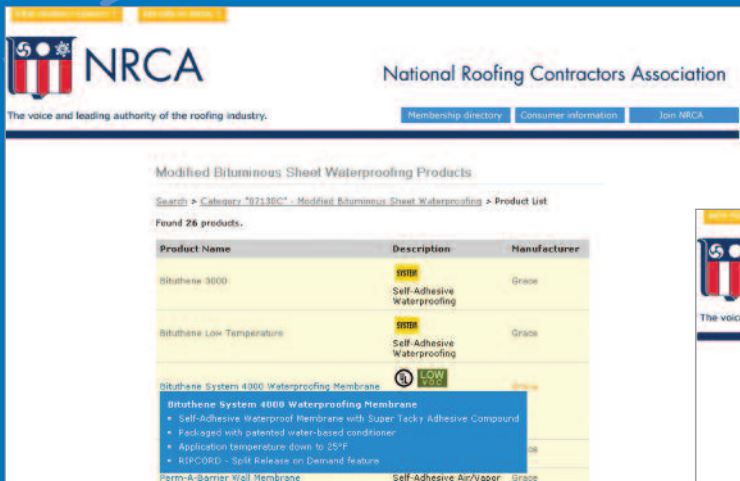 NRCA
National Roofing Contractors Association
The voice and leading authority of the roofing industry.
Membership directory
Consumer information
Join NRCA
Modified Bituminous Sheet Waterproofing Products
Search > Category "07130C" - Modified Bituminous Sheet Waterproofing > Product List
Found 26 products.
Product Name Description Manufacturer
SYSTEM
Bituthene 3000 Self-Adhesive Waterproofing Grace
SYSTEM
Bituthene Low Temperature Self-Adhesive Waterproofing Grace
UL LOW VOC
Bituthene System 4000 Waterproofing Membrane Grace
Bituthene System 4000 Waterproofing Membrane
• Self-Adhesive Waterproof Membrane with Super Tacky Adhesive Compound
• Packaged with patented water-based conditioner
• Application temperature down to 25°F
• RIPCORD - Split Release on Demand feature
Perm-A-Barrier Wall Membrane Self-Adhesive Air/Vapor Grace
The voic